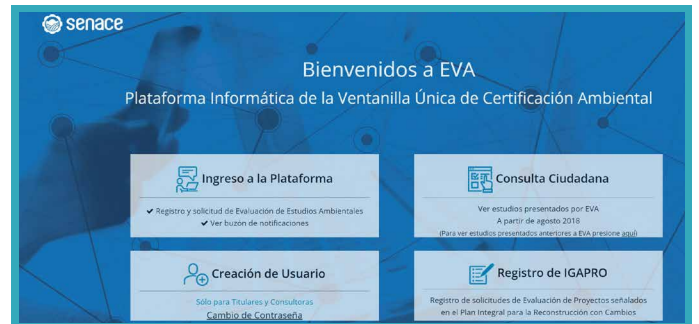 senace
Bienvenidos a EVA
Plataforma Informática de la Ventanilla Única de Certificación Ambiental
Ingreso a la Plataforma
✔ Registro y solicitud de Evaluación de Estudios Ambientales
✔ Ver buzón de notificaciones
Consulta Ciudadana
Ver estudios presentados por EVA
A partir de agosto 2018
(Para ver estudios presentados anteriores a EVA presione aquí)
Creación de Usuario
Sólo para Titulares y Consultoras
Cambio de Contraseña
Registro de IGAPRO
Registro de solicitudes de Evaluación de Proyectos señalados
en el Plan Integral para la Reconstrucción con Cambios